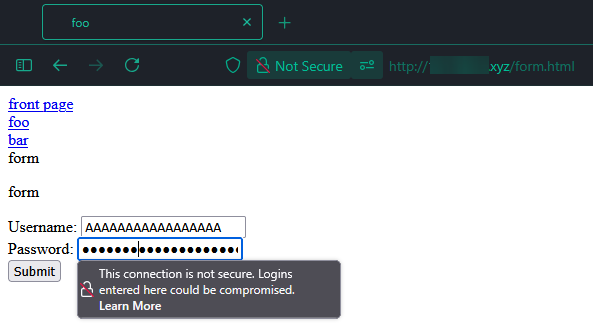 foo
Not Secure
http://
.xyz/form.html
front page
foo
bar
form
form
Username: AAAAAAAAAAAAAAAAA
Password: ●●●●●●●●●●●●●●●●●●●●
Submit
This connection is not secure. Logins
entered here could be compromised.
Learn More